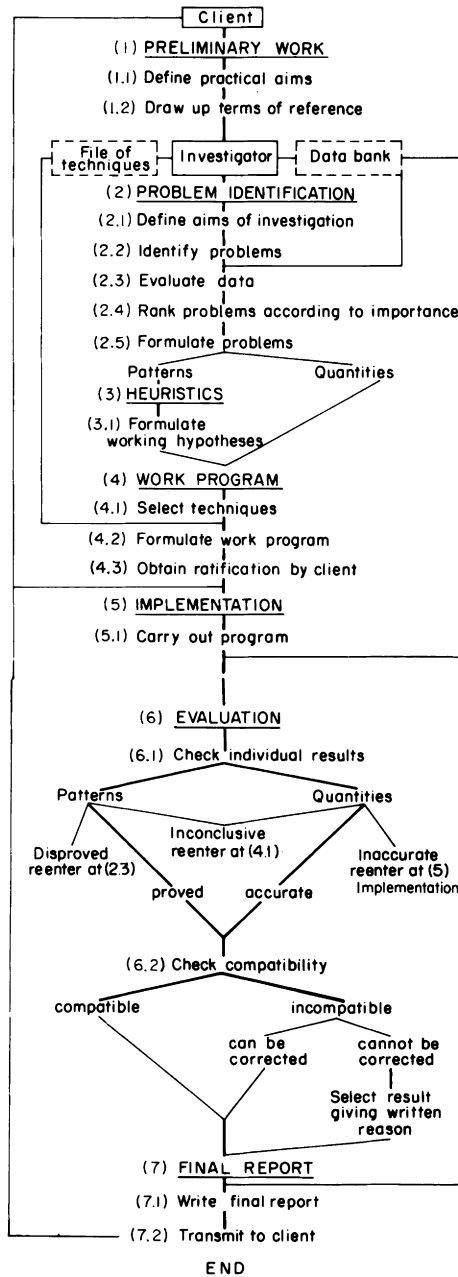 Client
(1) PRELIMINARY WORK
(1.1) Define practical aims
(1.2) Draw up terms of reference
File of
techniques
Investigator
Data bank
(2) PROBLEM IDENTIFICATION
(2.1) Define aims of investigation
(2.2) Identify problems
(2.3) Evaluate data
(2.4) Rank problems according to importance
(2.5) Formulate problems
Patterns
Quantities
(3) HEURISTICS
(3.1) Formulate
working hypotheses
(4) WORK PROGRAM
(4.1) Select techniques
(4.2) Formulate work program
(4.3) Obtain ratification by client
(5) IMPLEMENTATION
(5.1) Carry out program
(6) EVALUATION
(6.1) Check individual results
Patterns
Quantities
Disproved
reenter at (2.3)
Inconclusive
reenter at (4.1)
Inaccurate
reenter at (5)
Implementation
proved
accurate
(6.2) Check compatibility
compatible
incompatible
can be
corrected
cannot be
corrected
Select result
giving written
reason
(7) FINAL REPORT
(7.1) Write final report
(7.2) Transmit to client
END